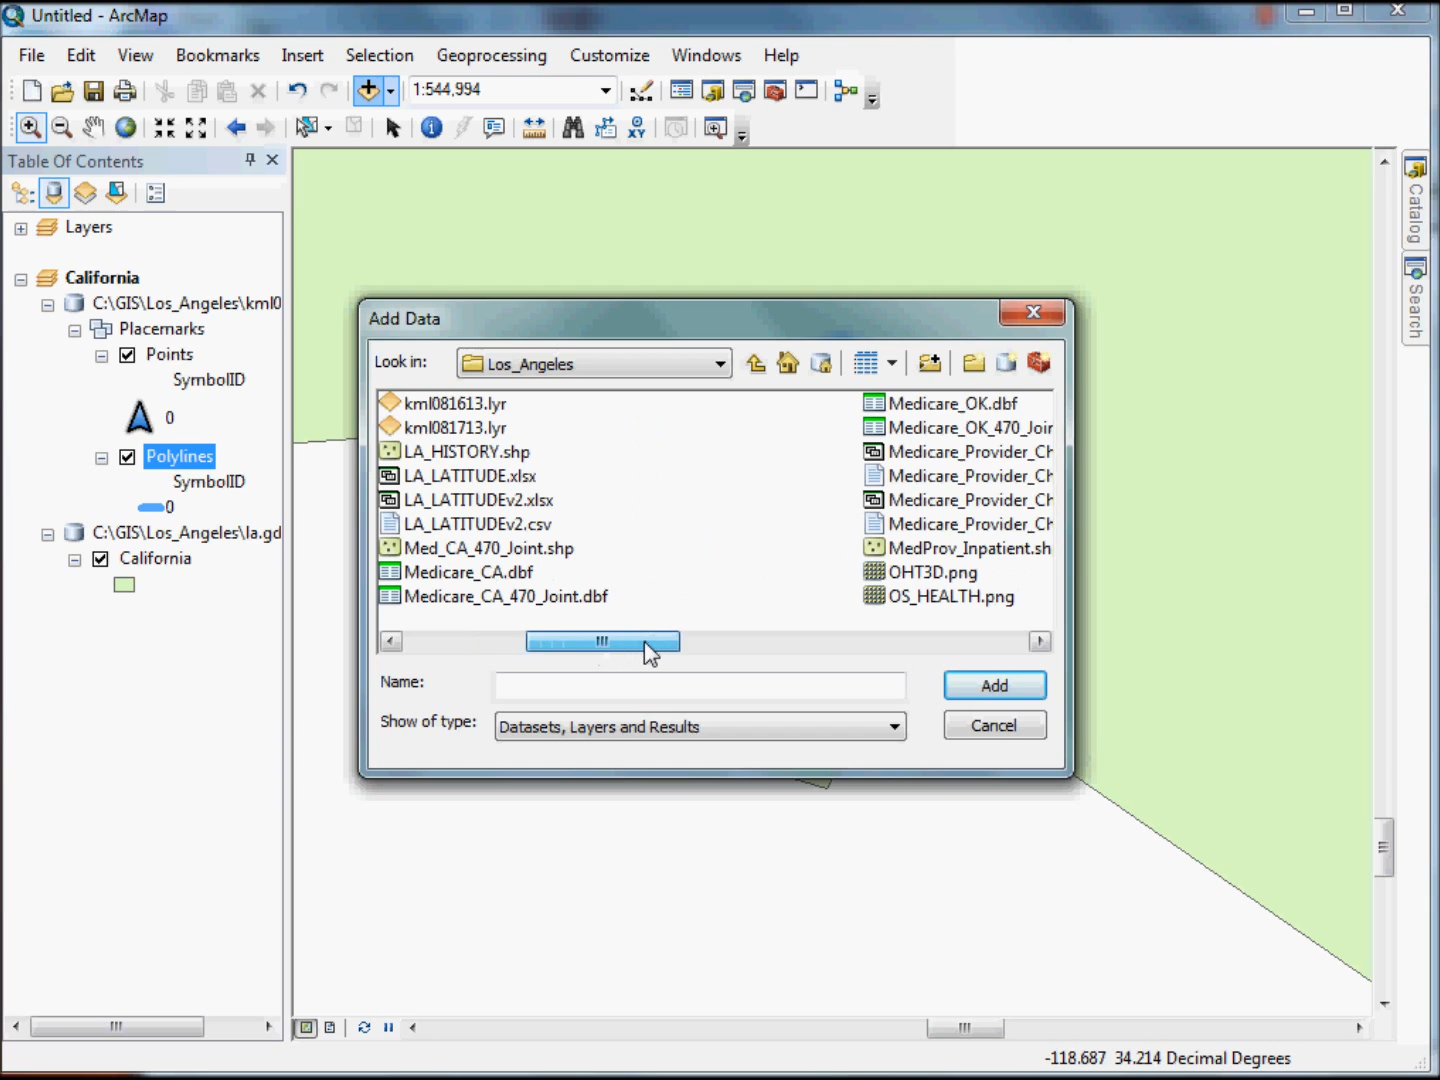 Untitled - ArcMap
File Edit View Bookmarks Insert Selection Geoprocessing Customize Windows Help
1:544,994
Table Of Contents
Layers
California
C:\GIS\Los_Angeles\kml0
Placemarks
Points
SymbolID
0
Polylines
SymbolID
0
C:\GIS\Los_Angeles\la.gd
California
Add Data
Look in: Los_Angeles
kml081613.lyr
kml081713.lyr
LA_HISTORY.shp
LA_LATITUDE.xlsx
LA_LATITUDEv2.xlsx
LA_LATITUDEv2.csv
Med_CA_470_Joint.shp
Medicare_CA.dbf
Medicare_CA_470_Joint.dbf
Medicare_OK.dbf
Medicare_OK_470_Joir
Medicare_Provider_Ch
Medicare_Provider_Ch
Medicare_Provider_Ch
Medicare_Provider_Ch
MedProv_Inpatient.sh
OHT3D.png
OS_HEALTH.png
Name:
Add
Show of type: Datasets, Layers and Results
Cancel
Catalog
Search
-118.687 34.214 Decimal Degrees